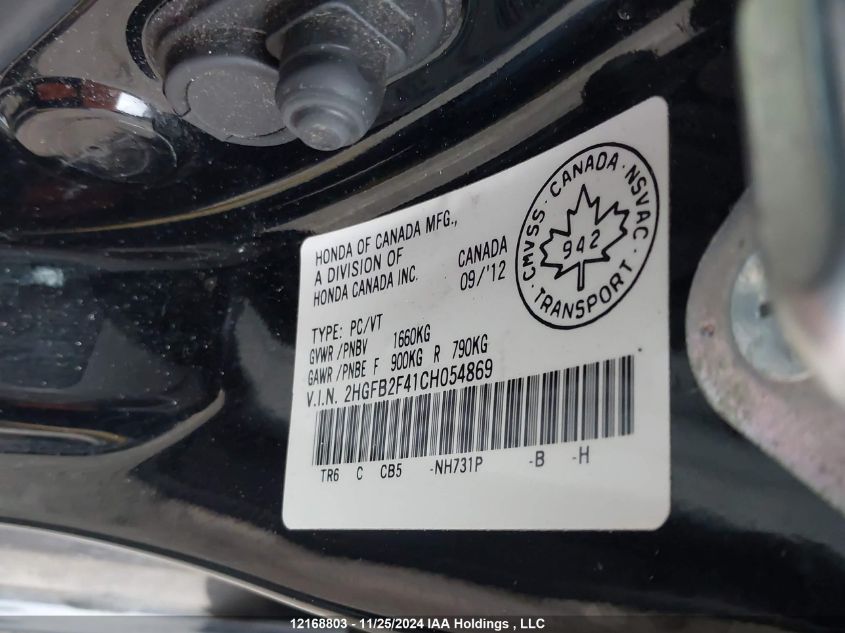 HONDA OF CANADA MFG.,
A DIVISION OF
HONDA CANADA INC.
CANADA
09/'12
CMVSS · CANADA · NSVAC ·
942
TRANSPORT
TYPE: PC/VT
GVWR/PNBV 1660KG
GAWR/PNBE F 900KG R 790KG
V.I.N. 2HGFB2F41CH054869
TR6 C CB5 -NH731P -B -H
12168803 - 11/25/2024 IAA Holdings , LLC